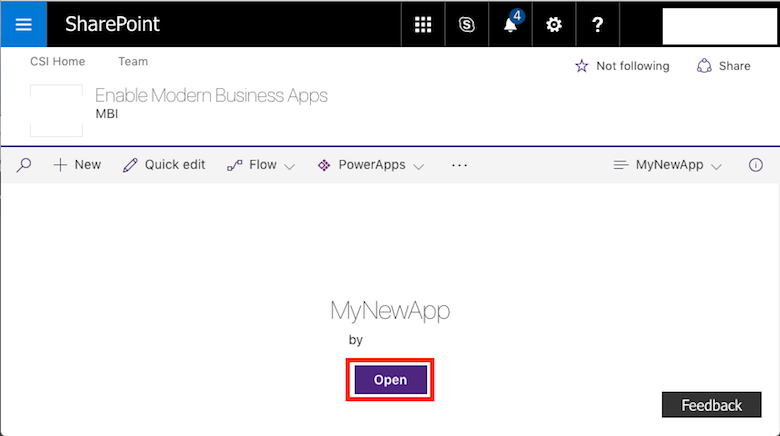 SharePoint 4 ?
CSI Home Team
Not following Share
Enable Modern Business Apps
MBI
New Quick edit Flow PowerApps ... MyNewApp
MyNewApp
by
Open
Feedback